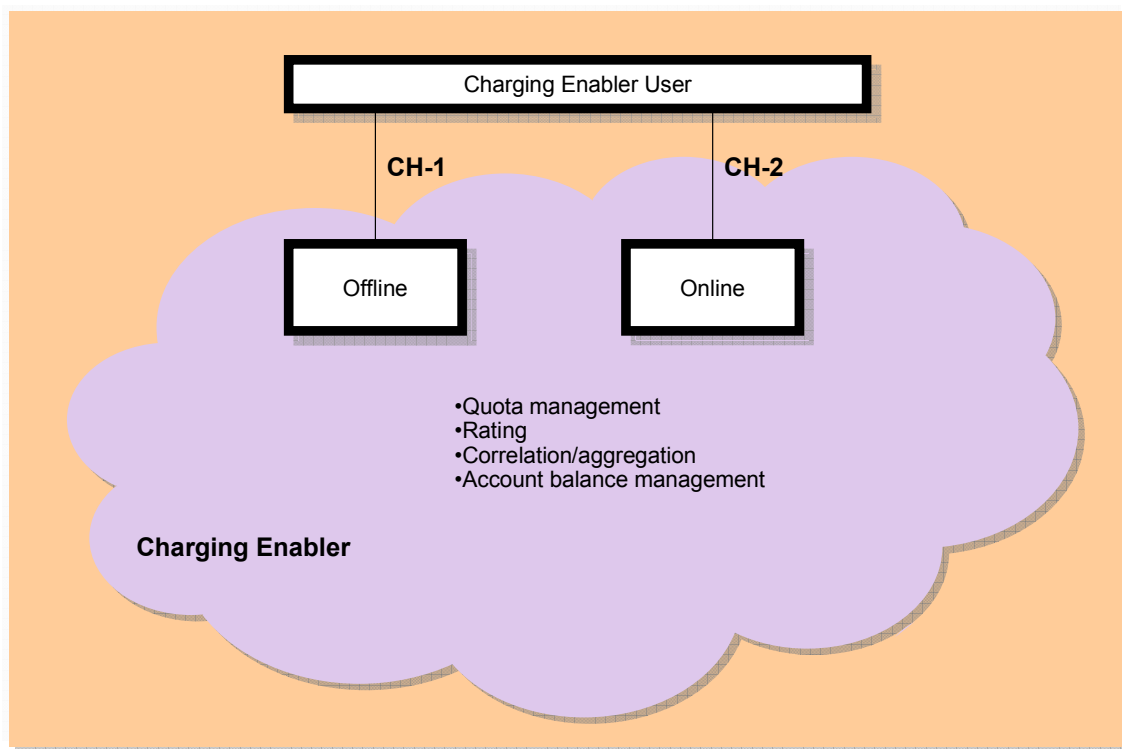 Charging Enabler User
CH-1
CH-2
Offline
Online
•Quota management
•Rating
•Correlation/aggregation
•Account balance management
Charging Enabler